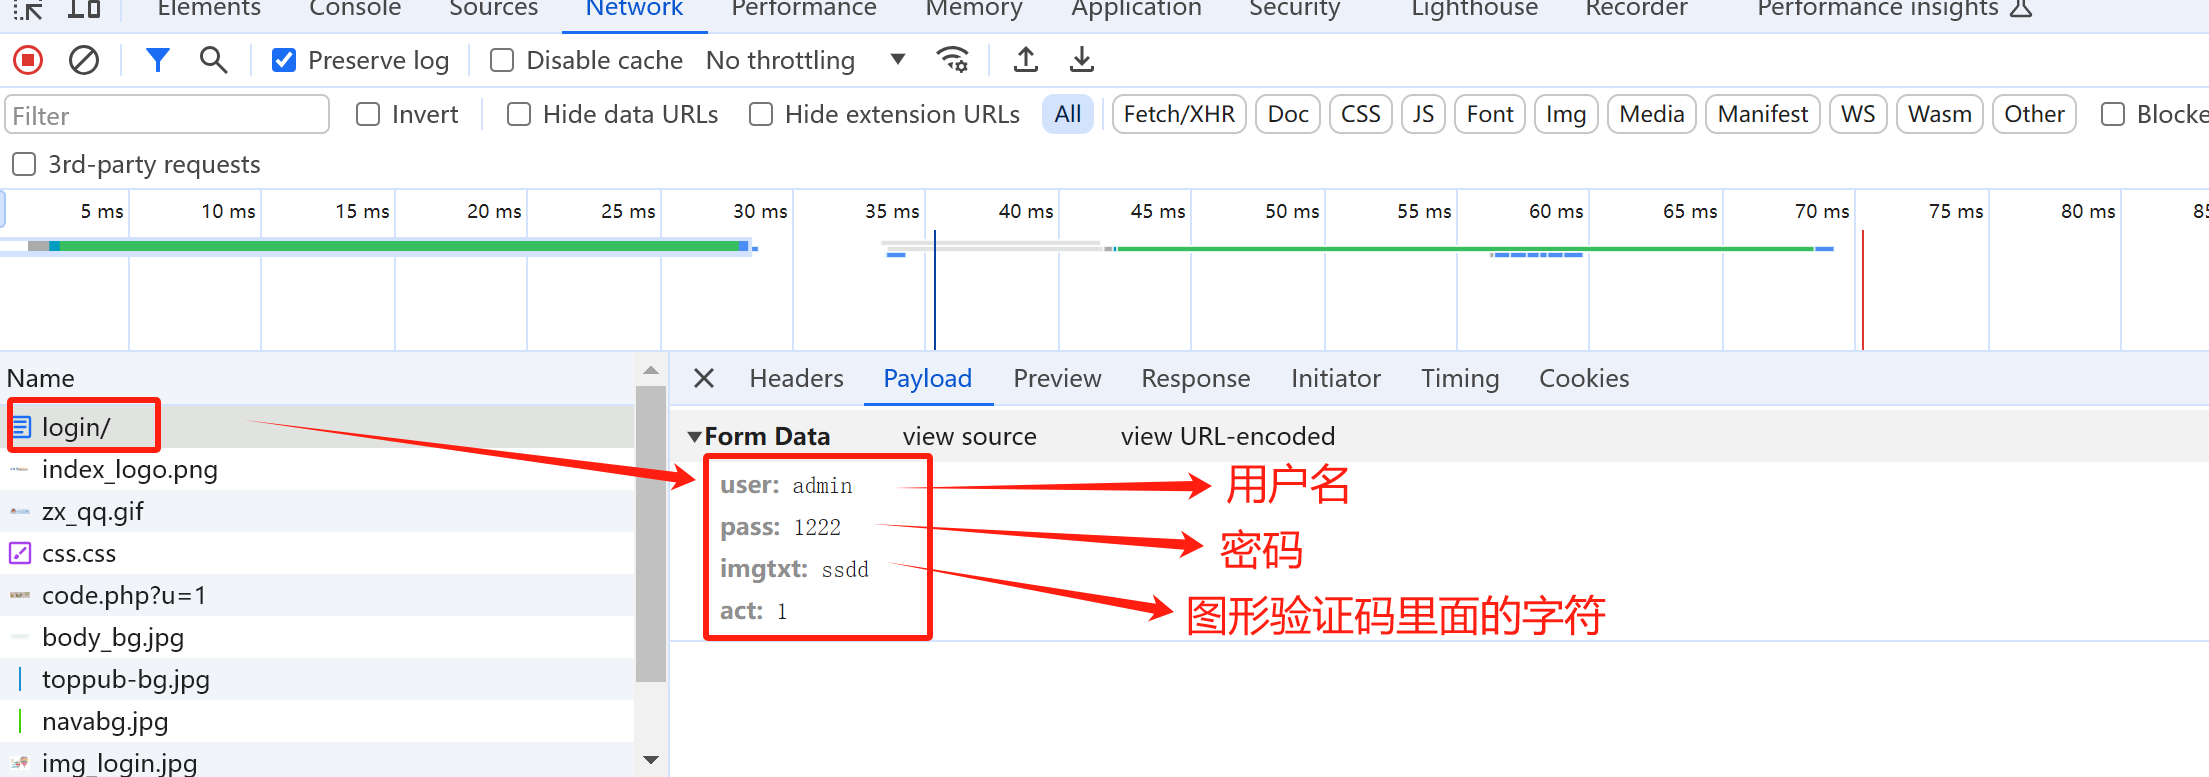 Elements Console Sources Network Performance Memory Application Security Lighthouse Recorder Performance insights
Preserve log Disable cache No throttling
Filter Invert Hide data URLs Hide extension URLs All Fetch/XHR Doc CSS JS Font Img Media Manifest WS Wasm Other Blocke
3rd-party requests
5 ms 10 ms 15 ms 20 ms 25 ms 30 ms 35 ms 40 ms 45 ms 50 ms 55 ms 60 ms 65 ms 70 ms 75 ms 80 ms 85
Name Headers Payload Preview Response Initiator Timing Cookies
login/
index_logo.png
zx_qq.gif
css.css
code.php?u=1
body_bg.jpg
toppub-bg.jpg
navabg.jpg
img_login.jpg
Form Data view source view URL-encoded
user: admin 用户名
pass: 1222 密码
imgtxt: ssdd 图形验证码里面的字符
act: 1